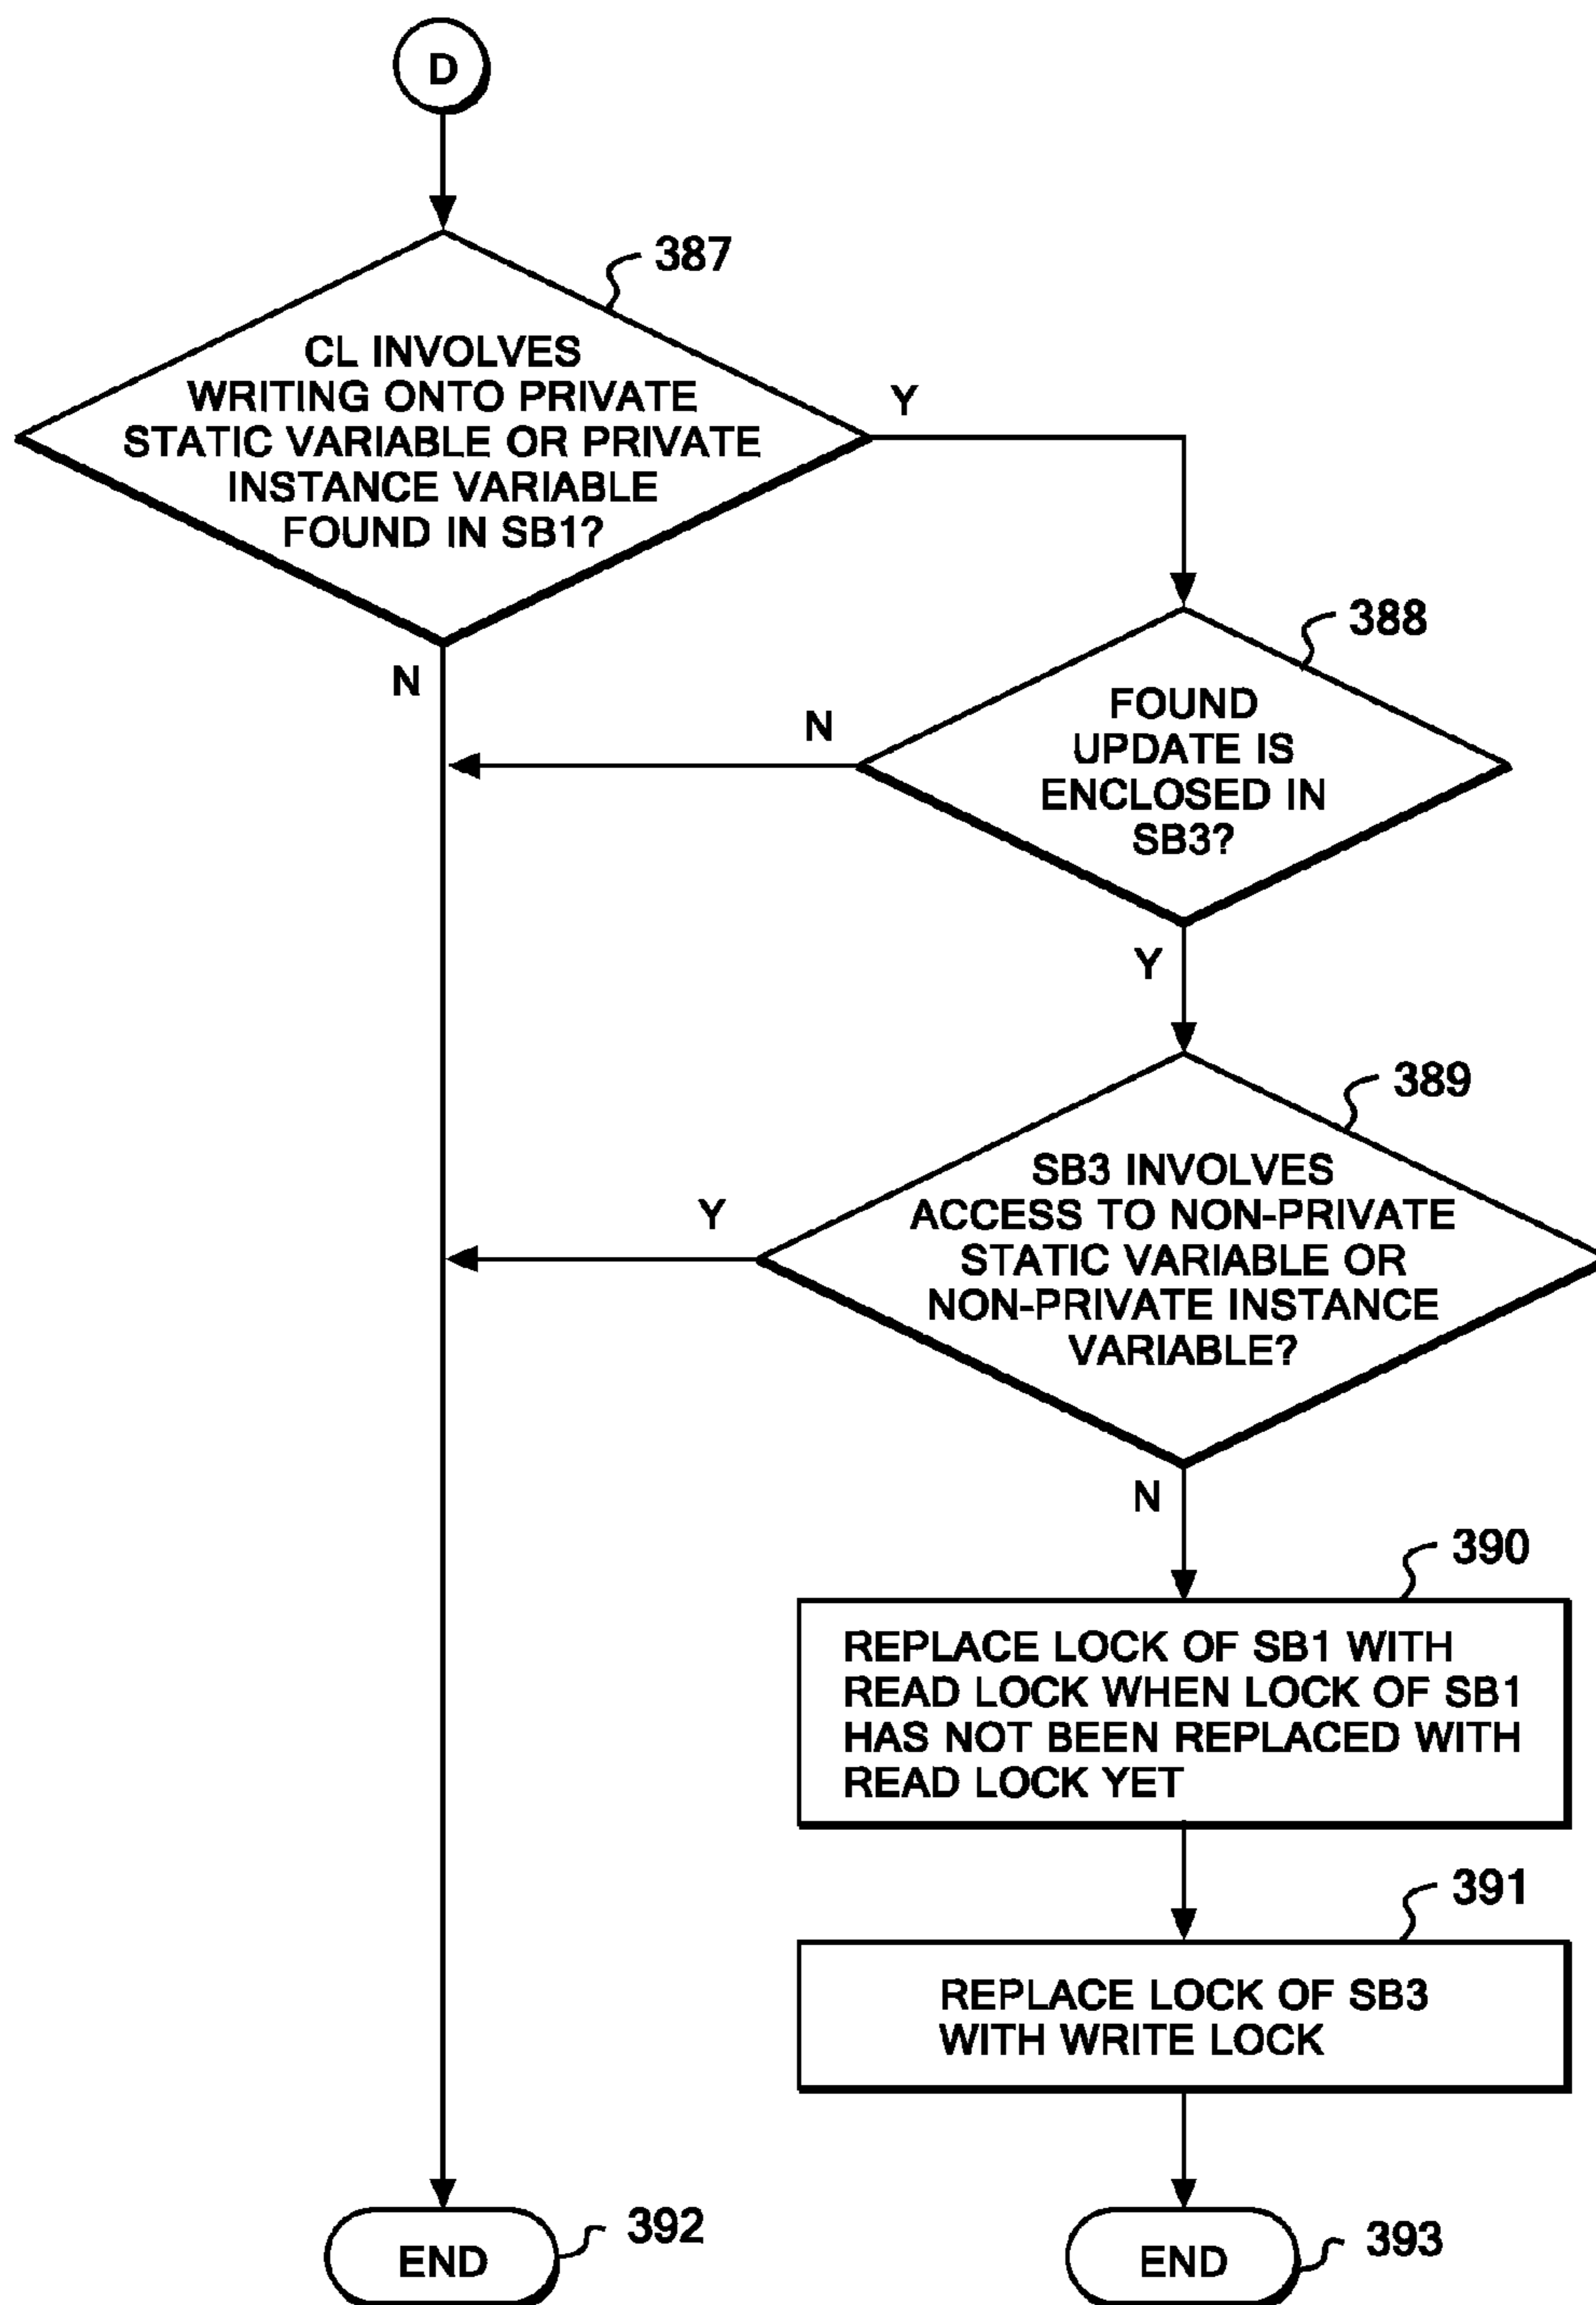 D
387
CL INVOLVES
WRITING ONTO PRIVATE
STATIC VARIABLE OR PRIVATE
INSTANCE VARIABLE
FOUND IN SB1?
Y
N
388
FOUND
UPDATE IS
ENCLOSED IN
SB3?
N
Y
389
SB3 INVOLVES
ACCESS TO NON-PRIVATE
STATIC VARIABLE OR
NON-PRIVATE INSTANCE
VARIABLE?
Y
N
390
REPLACE LOCK OF SB1 WITH
READ LOCK WHEN LOCK OF SB1
HAS NOT BEEN REPLACED WITH
READ LOCK YET
391
REPLACE LOCK OF SB3
WITH WRITE LOCK
END
392
END
393